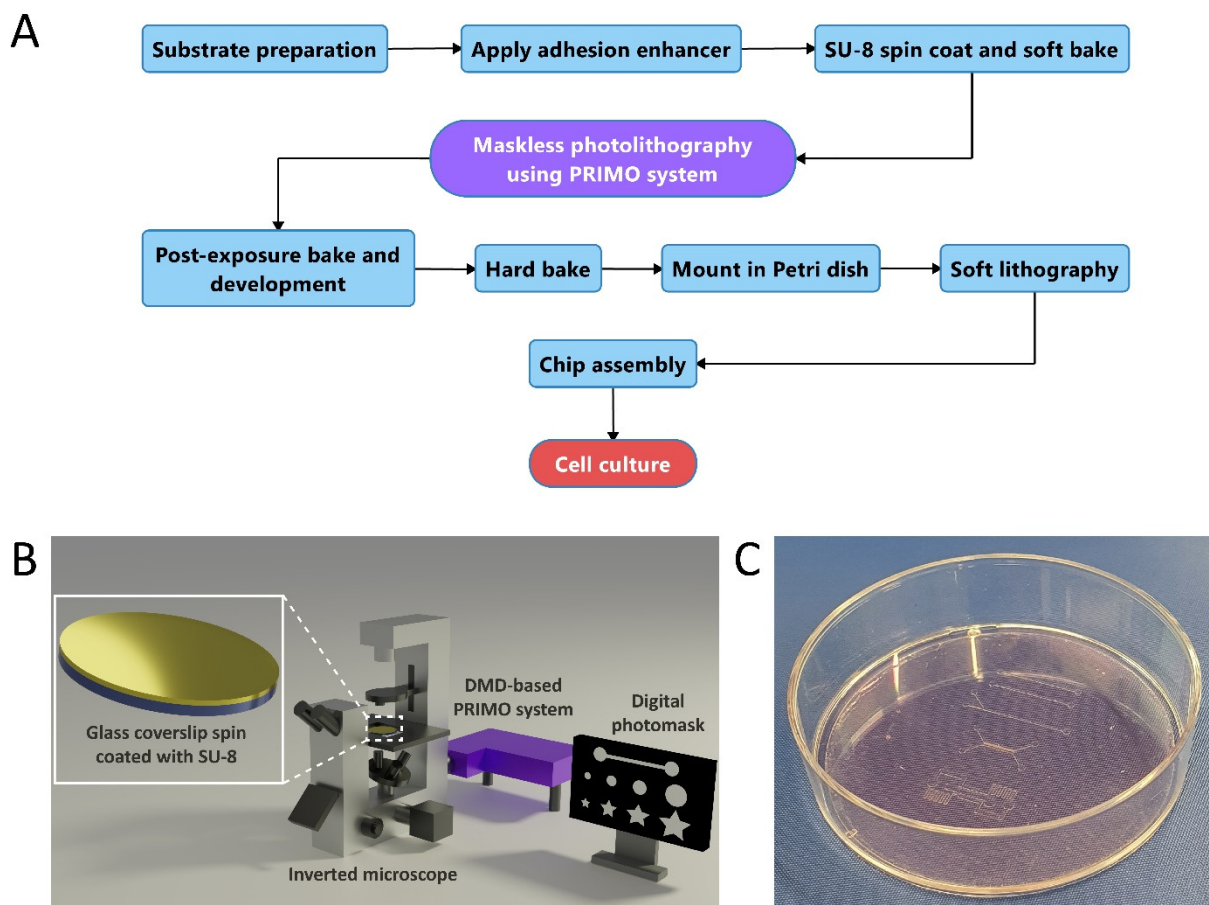 A
Substrate preparation
Apply adhesion enhancer
SU-8 spin coat and soft bake
Maskless photolithography
using PRIMO system
Post-exposure bake and
development
Hard bake
Mount in Petri dish
Soft lithography
Chip assembly
Cell culture
B
Glass coverslip spin
coated with SU-8
DMD-based
PRIMO system
Digital
photomask
Inverted microscope
C